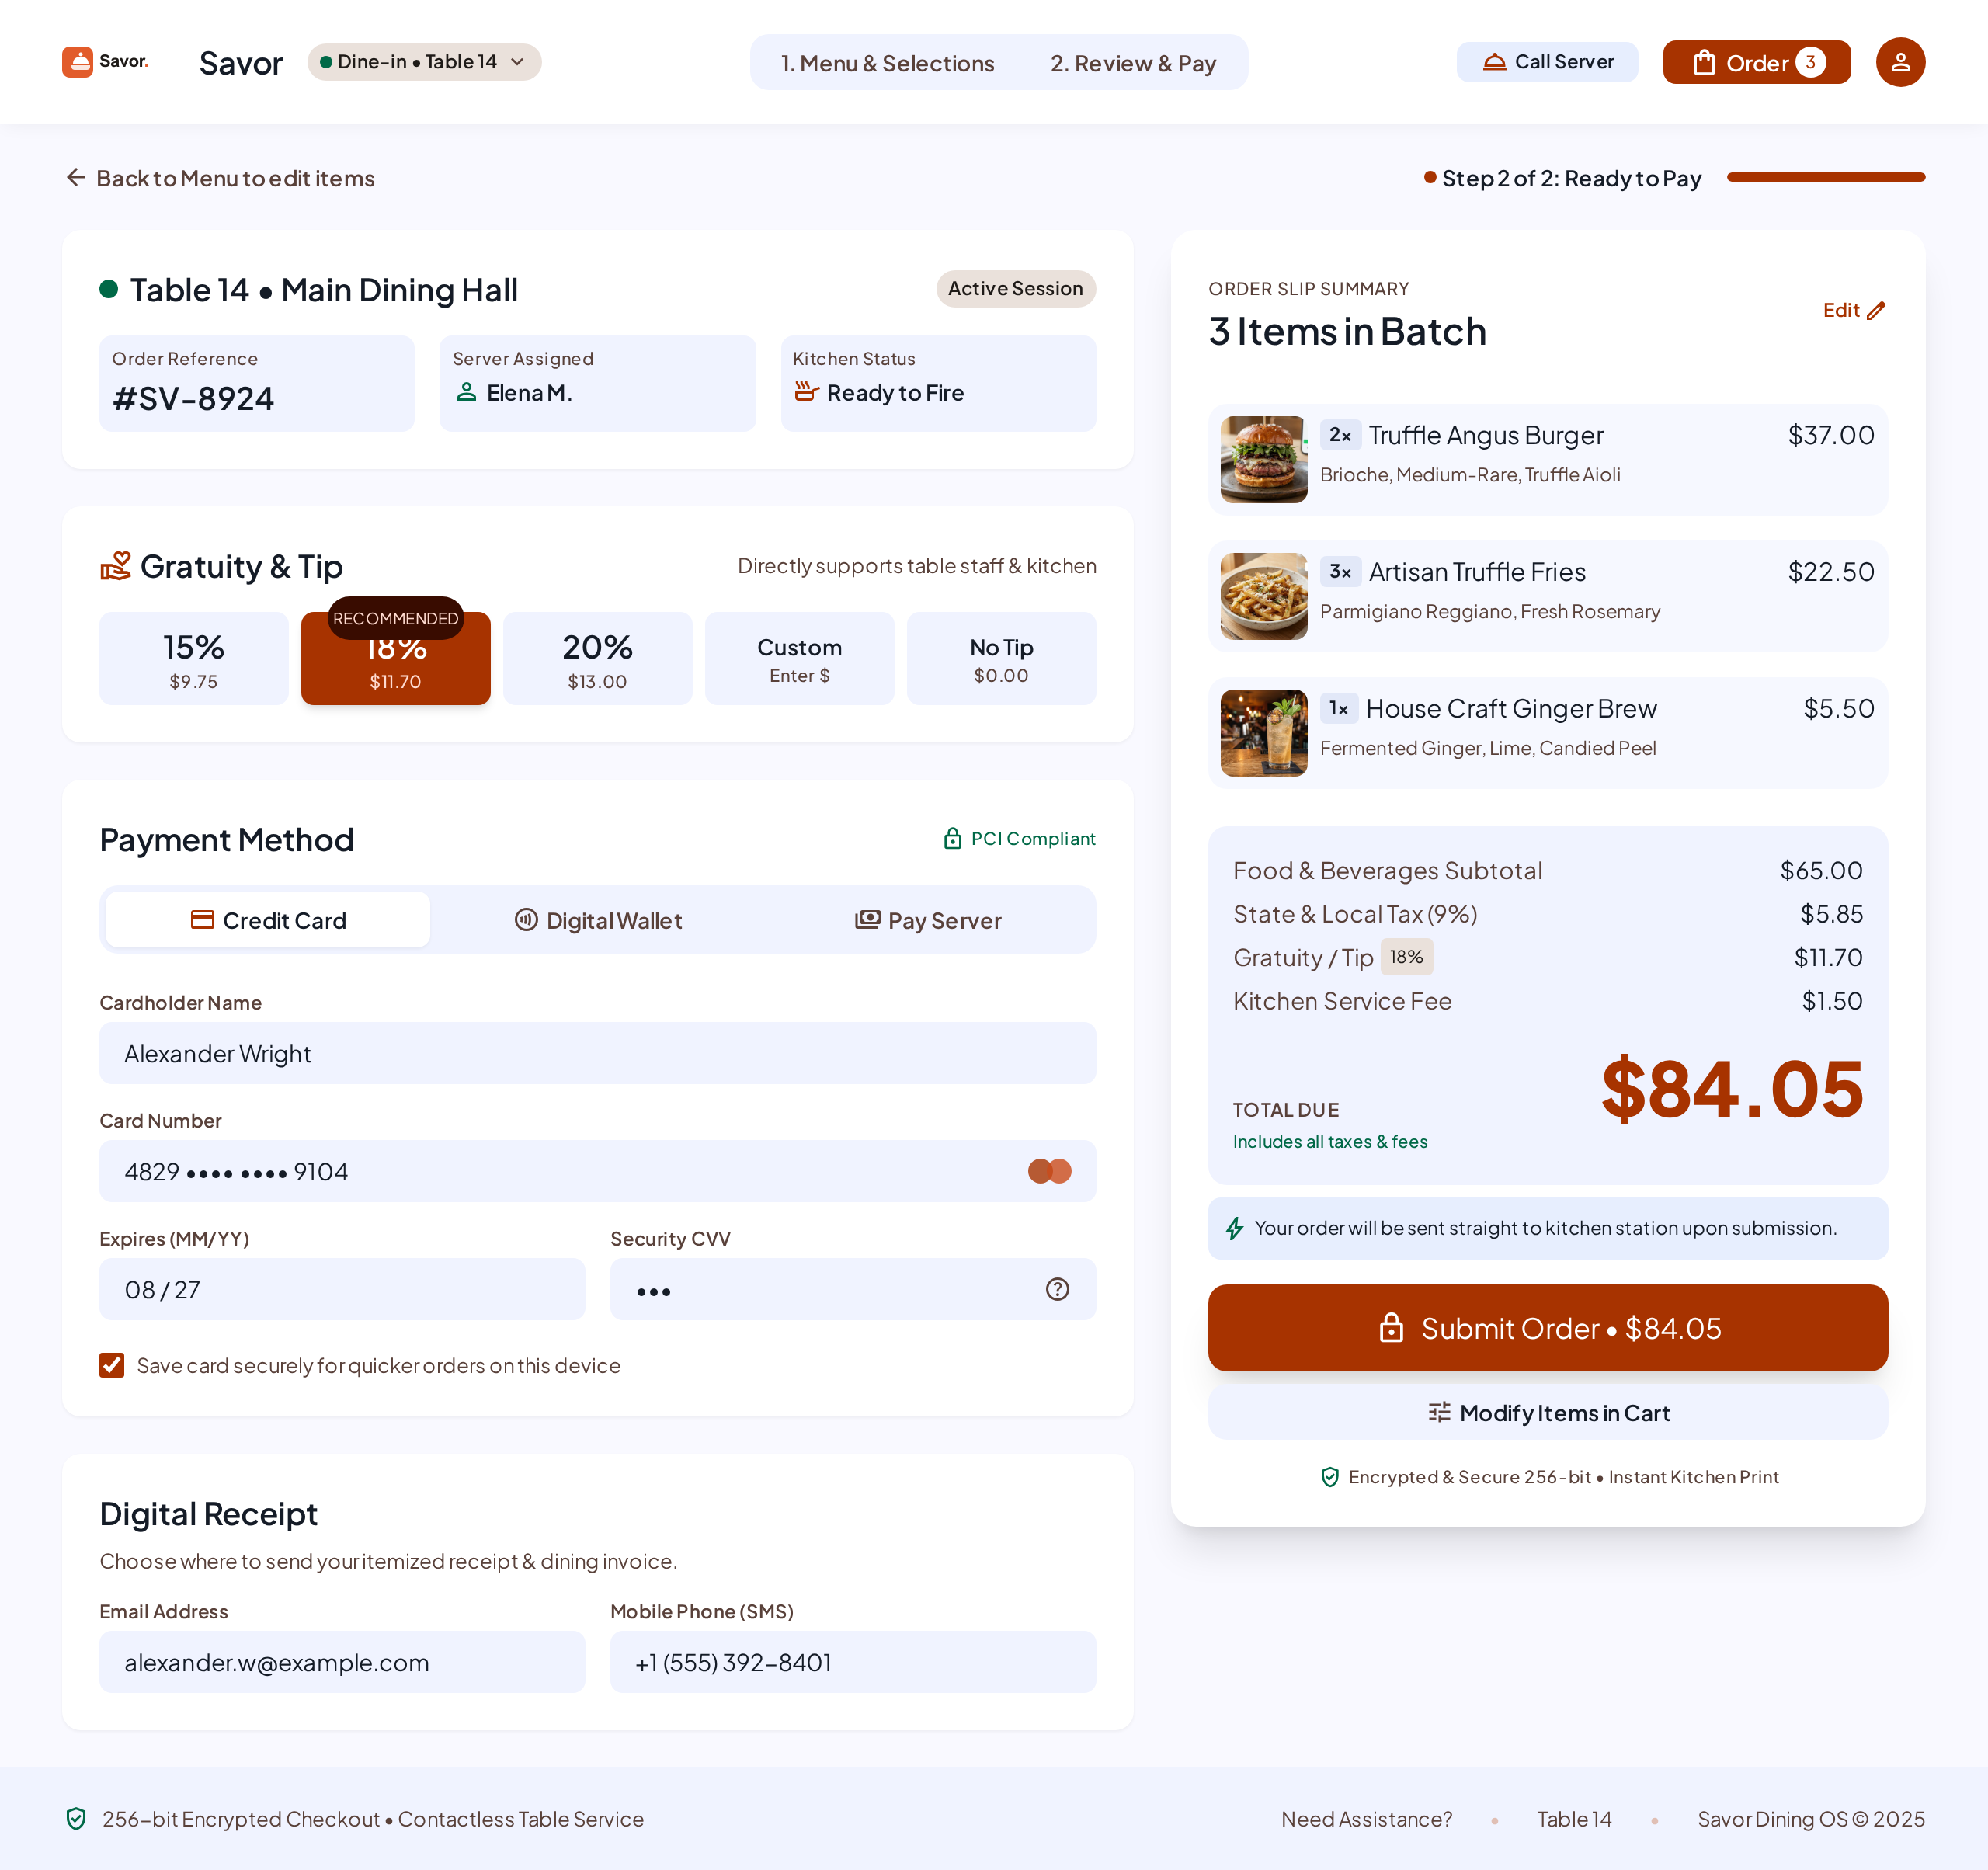 Savor.
Savor
Dine-in • Table 14
1. Menu & Selections
2. Review & Pay
Call Server
Order 3
Back to Menu to edit items
Step 2 of 2: Ready to Pay
Table 14 • Main Dining Hall
Active Session
Order Reference
#SV-8924
Server Assigned
Elena M.
Kitchen Status
Ready to Fire
Gratuity & Tip
Directly supports table staff & kitchen
15%
$9.75
RECOMMENDED
18%
$11.70
20%
$13.00
Custom
Enter $
No Tip
$0.00
Payment Method
PCI Compliant
Credit Card
Digital Wallet
Pay Server
Cardholder Name
Alexander Wright
Card Number
4829 •••• •••• 9104
Expires (MM/YY)
08 / 27
Security CVV
•••
Save card securely for quicker orders on this device
Digital Receipt
Choose where to send your itemized receipt & dining invoice.
Email Address
alexander.w@example.com
Mobile Phone (SMS)
+1 (555) 392-8401
ORDER SLIP SUMMARY
3 Items in Batch
Edit
2× Truffle Angus Burger $37.00
Brioche, Medium-Rare, Truffle Aioli
3× Artisan Truffle Fries $22.50
Parmigiano Reggiano, Fresh Rosemary
1× House Craft Ginger Brew $5.50
Fermented Ginger, Lime, Candied Peel
Food & Beverages Subtotal $65.00
State & Local Tax (9%) $5.85
Gratuity / Tip 18% $11.70
Kitchen Service Fee $1.50
TOTAL DUE $84.05
Includes all taxes & fees
Your order will be sent straight to kitchen station upon submission.
Submit Order • $84.05
Modify Items in Cart
Encrypted & Secure 256-bit • Instant Kitchen Print
256-bit Encrypted Checkout • Contactless Table Service
Need Assistance? • Table 14 • Savor Dining OS © 2025